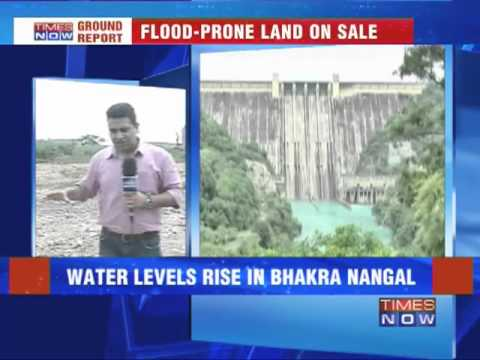 TIMES NOW
GROUND REPORT
FLOOD-PRONE LAND ON SALE
WATER LEVELS RISE IN BHAKRA NANGAL
TIMES NOW